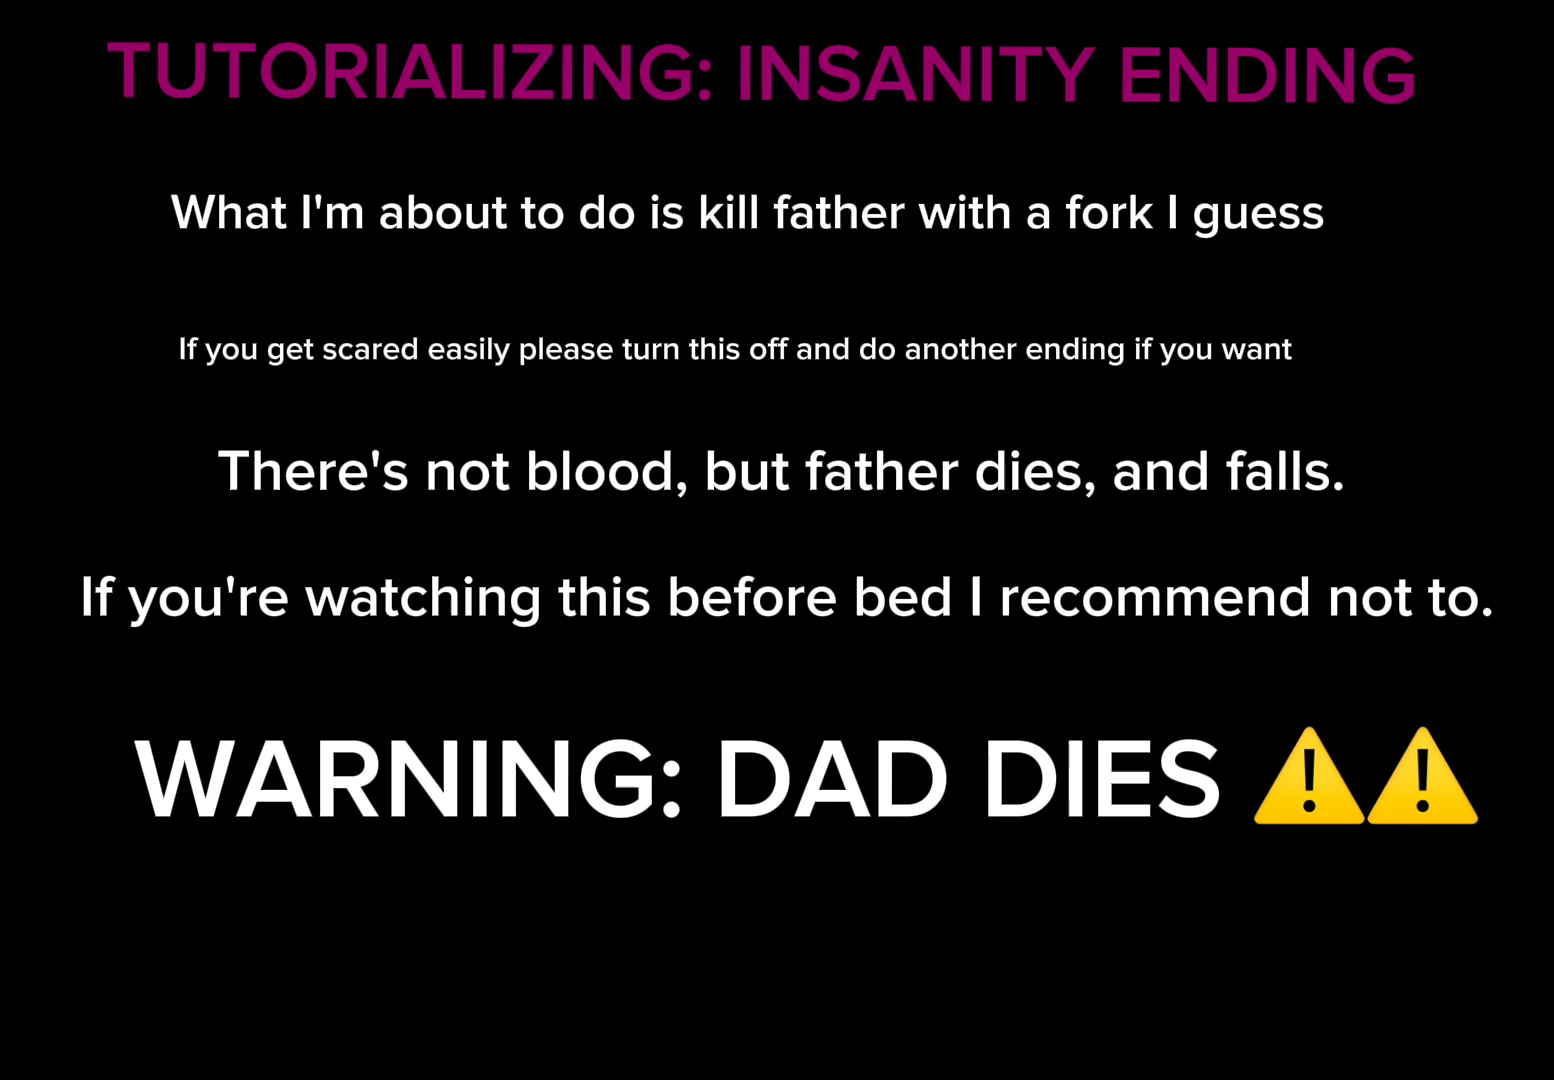 TUTORIALIZING: INSANITY ENDING
What I'm about to do is kill father with a fork I guess
If you get scared easily please turn this off and do another ending if you want
There's not blood, but father dies, and falls.
If you're watching this before bed I recommend not to.
WARNING: DAD DIES ⚠️⚠️